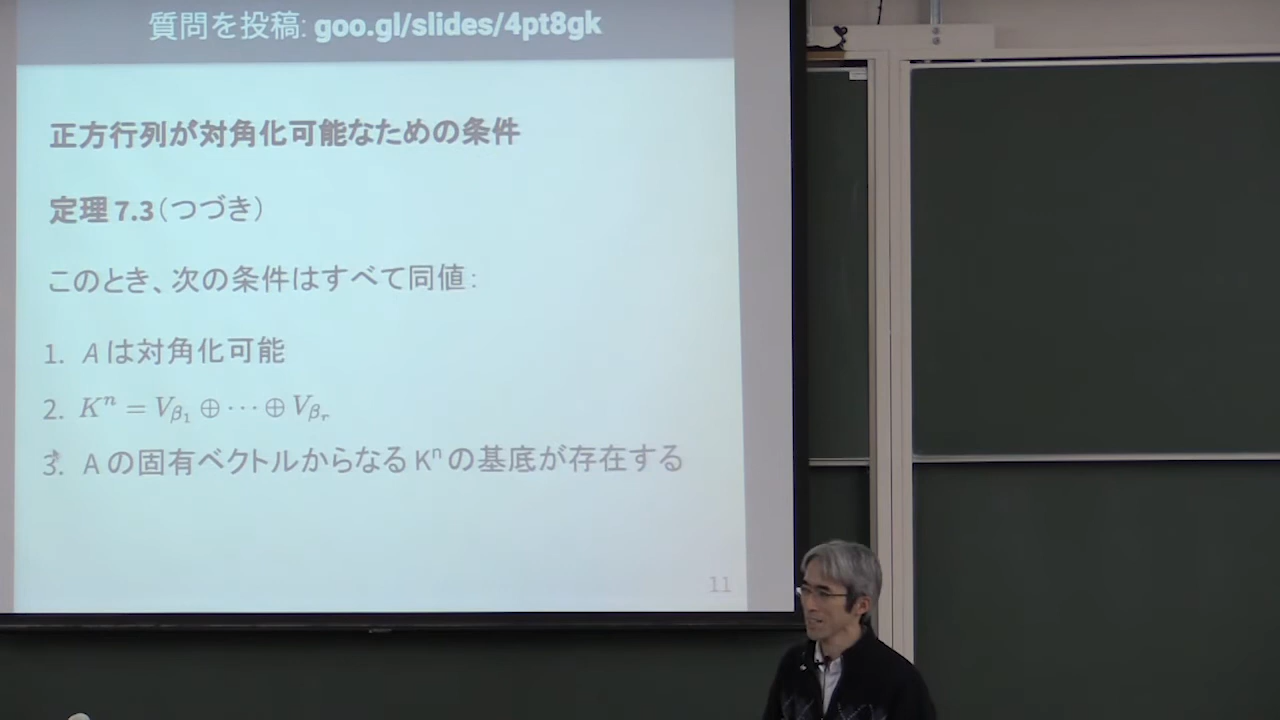 質問を投稿: goo.gl/slides/4pt8gk
正方行列が対角化可能なための条件
定理 7.3（つづき）
このとき、次の条件はすべて同値：
1. A は対角化可能
2. Kⁿ = V_{β₁} ⊕ ⋯ ⊕ V_{βᵣ}
3. A の固有ベクトルからなる Kⁿ の基底が存在する
11